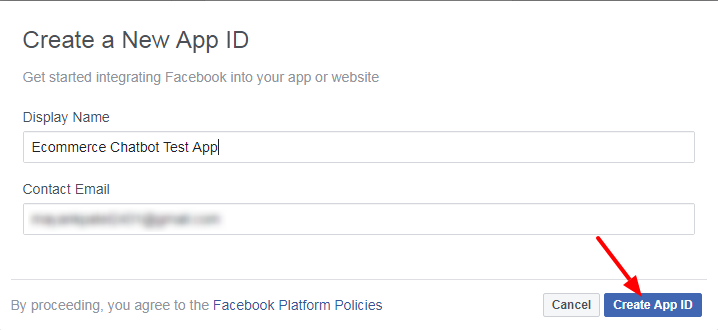 Create a New App ID
Get started integrating Facebook into your app or website
Display Name
Ecommerce Chatbot Test App
Contact Email
By proceeding, you agree to the Facebook Platform Policies
Cancel
Create App ID